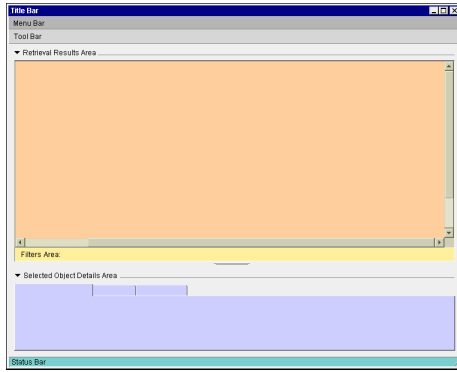 Title Bar
Menu Bar
Tool Bar
Retrieval Results Area
Filters Area:
Selected Object Details Area
Status Bar